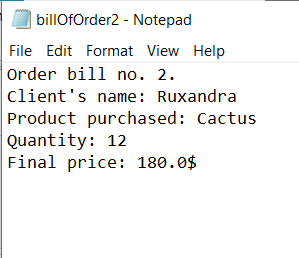 billOfOrder2 - Notepad
File Edit Format View Help
Order bill no. 2.
Client's name: Ruxandra
Product purchased: Cactus
Quantity: 12
Final price: 180.0$